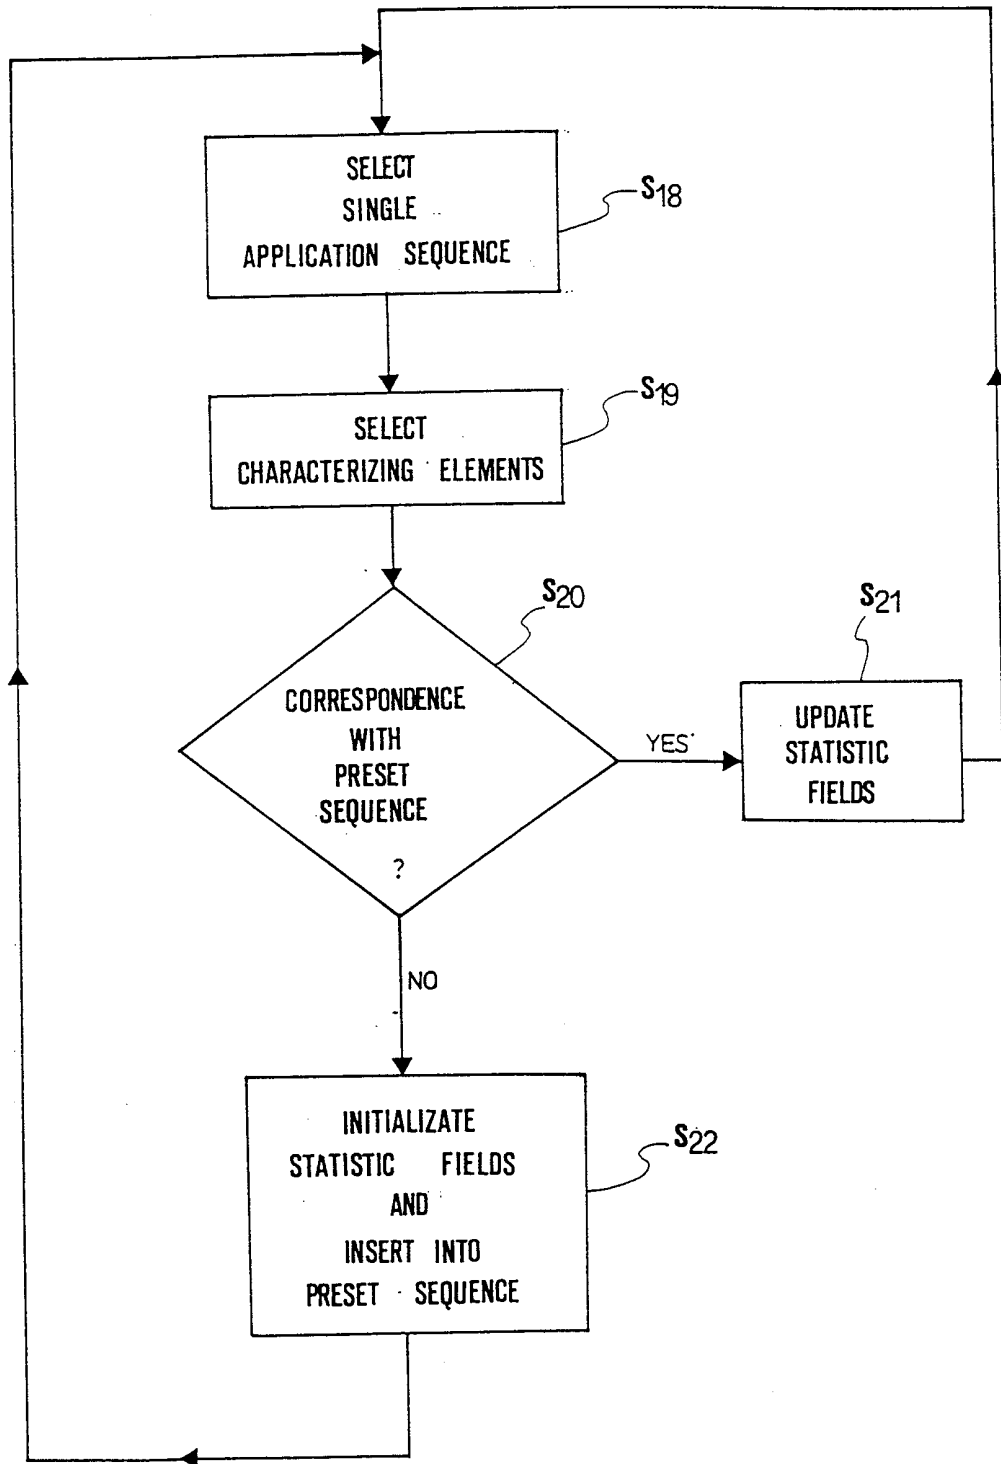 SELECT
SINGLE
APPLICATION SEQUENCE
S18
SELECT
CHARACTERIZING ELEMENTS
S19
CORRESPONDENCE
WITH
PRESET
SEQUENCE
?
S20
YES
UPDATE
STATISTIC
FIELDS
S21
NO
INITIALIZATE
STATISTIC FIELDS
AND
INSERT INTO
PRESET SEQUENCE
S22